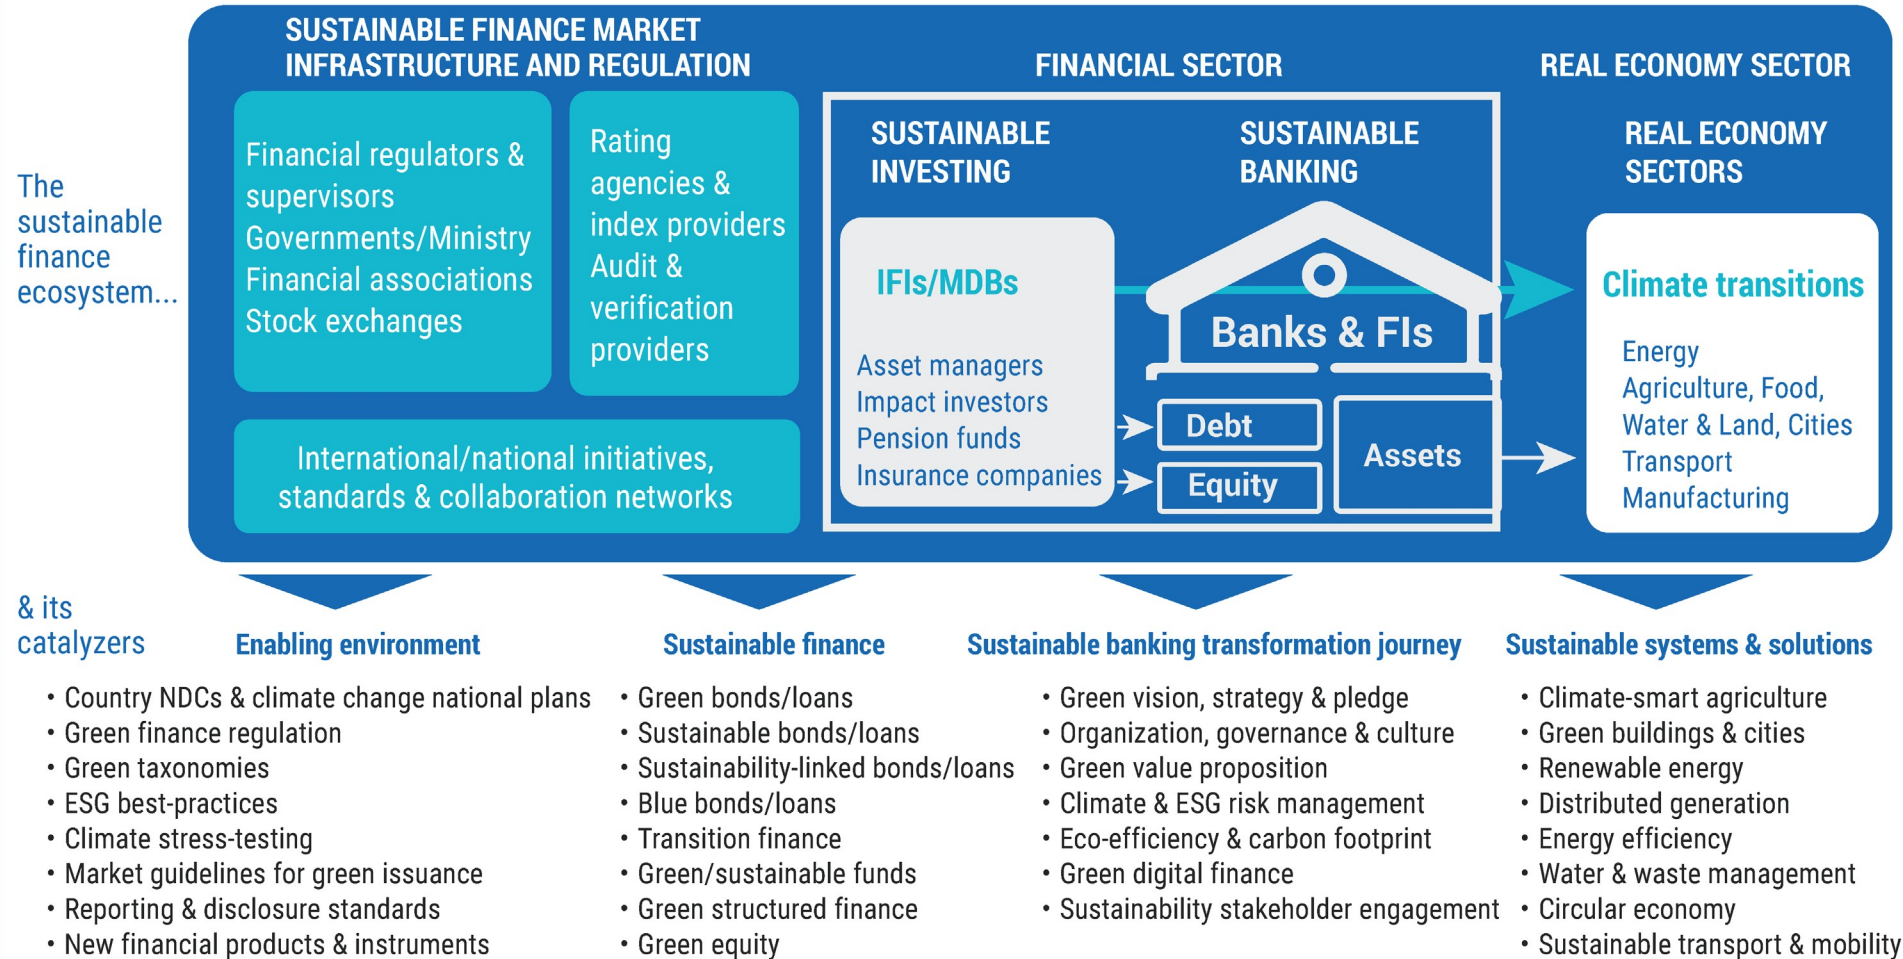 SUSTAINABLE FINANCE MARKET
INFRASTRUCTURE AND REGULATION
FINANCIAL SECTOR
REAL ECONOMY SECTOR
The
sustainable
finance
ecosystem...
Financial regulators &
supervisors
Governments/Ministry
Financial associations
Stock exchanges
Rating
agencies &
index providers
Audit &
verification
providers
International/national initiatives,
standards & collaboration networks
SUSTAINABLE
INVESTING
IFIs/MDBs
Asset managers
Impact investors
Pension funds
Insurance companies
SUSTAINABLE
BANKING
Banks & FIs
Debt
Equity
Assets
REAL ECONOMY
SECTORS
Climate transitions
Energy
Agriculture, Food,
Water & Land, Cities
Transport
Manufacturing
& its
catalyzers
Enabling environment
• Country NDCs & climate change national plans
• Green finance regulation
• Green taxonomies
• ESG best-practices
• Climate stress-testing
• Market guidelines for green issuance
• Reporting & disclosure standards
• New financial products & instruments
Sustainable finance
• Green bonds/loans
• Sustainable bonds/loans
• Sustainability-linked bonds/loans
• Blue bonds/loans
• Transition finance
• Green/sustainable funds
• Green structured finance
• Green equity
Sustainable banking transformation journey
• Green vision, strategy & pledge
• Organization, governance & culture
• Green value proposition
• Climate & ESG risk management
• Eco-efficiency & carbon footprint
• Green digital finance
• Sustainability stakeholder engagement
Sustainable systems & solutions
• Climate-smart agriculture
• Green buildings & cities
• Renewable energy
• Distributed generation
• Energy efficiency
• Water & waste management
• Circular economy
• Sustainable transport & mobility